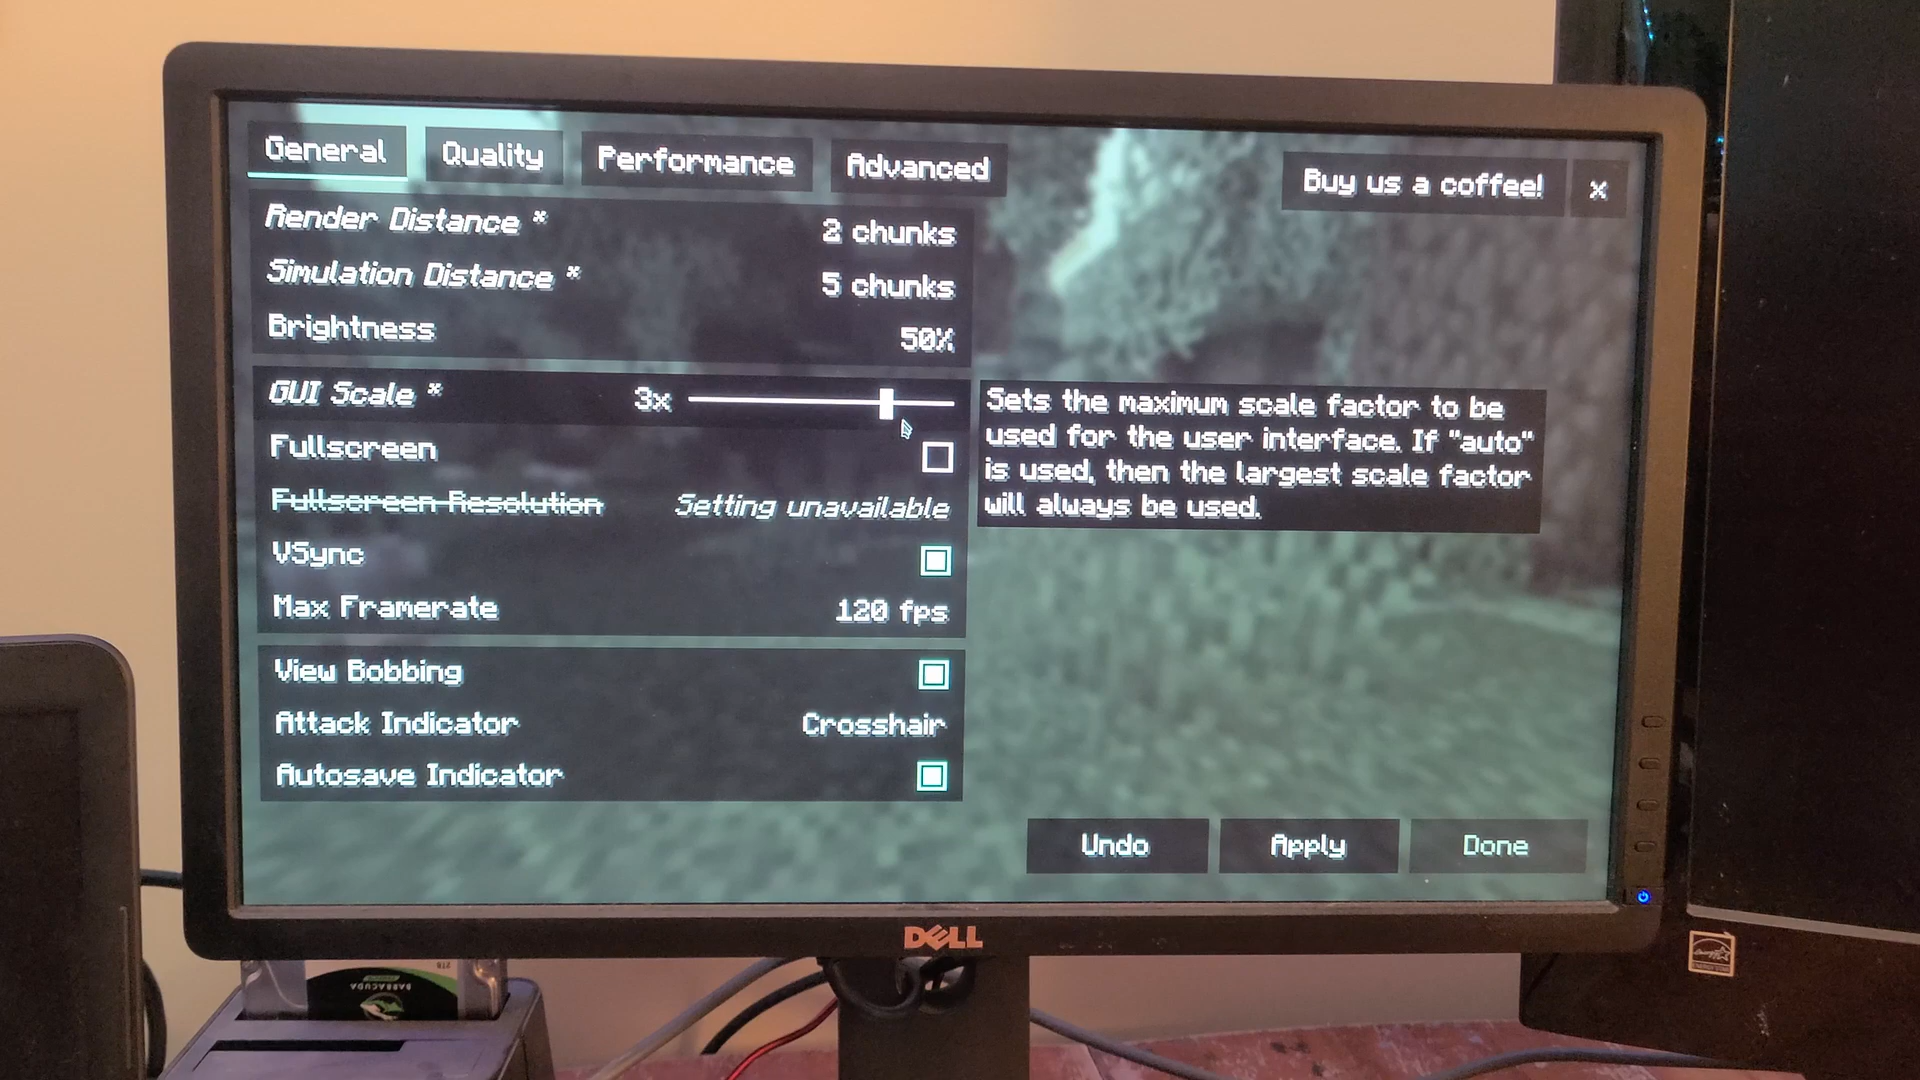 General Quality Performance Advanced Buy us a coffee! x
Render Distance * 2 chunks
Simulation Distance * 5 chunks
Brightness 50%
GUI Scale * 3x
Fullscreen
Fullscreen Resolution Setting unavailable
VSync
Max Framerate 120 fps
View Bobbing
Attack Indicator Crosshair
Autosave Indicator
Sets the maximum scale factor to be
used for the user interface. If "auto"
is used, then the largest scale factor
will always be used.
Undo Apply Done
DELL
2TB
BARRACUDA